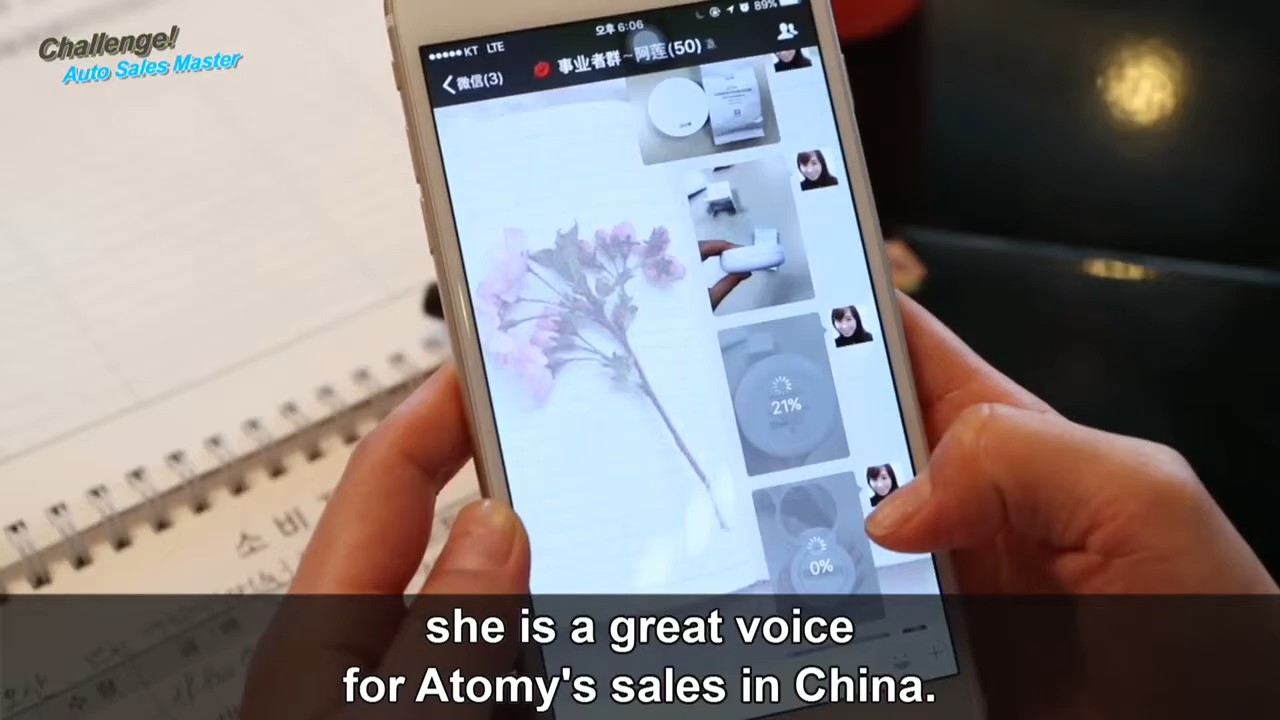 Challenge!
Auto Sales Master
KT LTE
오후 6:06
89%
微信(3)
事业者群~阿莲(50)
21%
0%
소비
she is a great voice
for Atomy's sales in China.